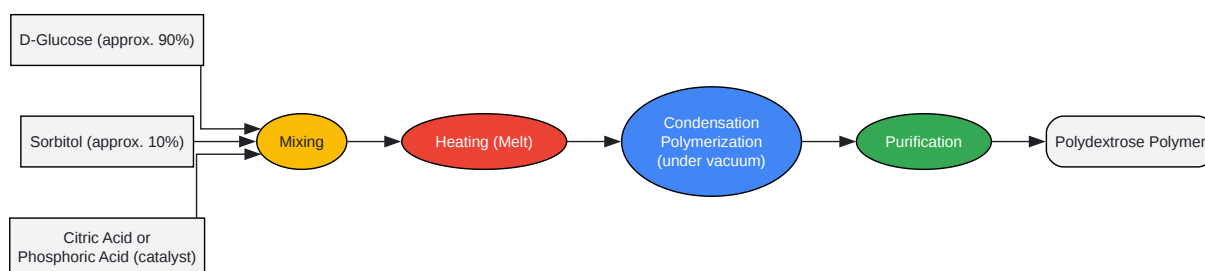 D-Glucose (approx. 90%)
Sorbitol (approx. 10%)
Citric Acid or
Phosphoric Acid (catalyst)
Mixing
Heating (Melt)
Condensation
Polymerization
(under vacuum)
Purification
Polydextrose Polymer